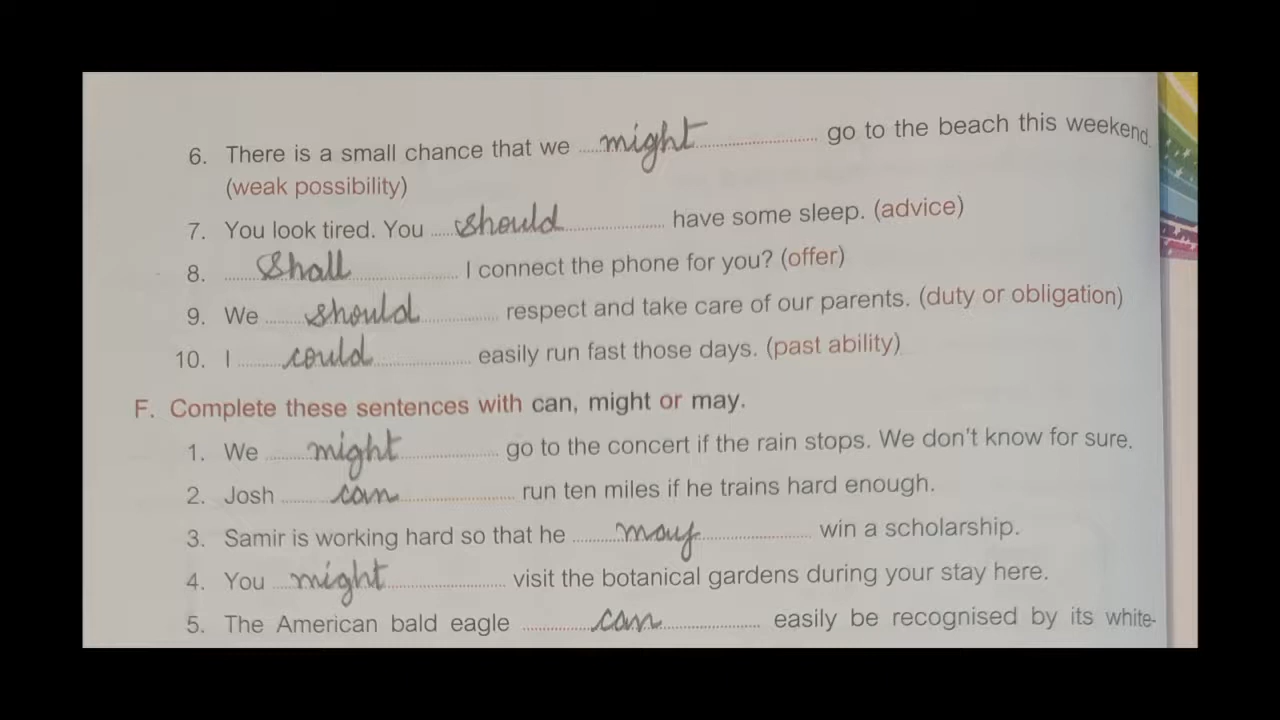 6. There is a small chance that we might go to the beach this weekend.
(weak possibility)
7. You look tired. You should have some sleep. (advice)
8. Shall I connect the phone for you? (offer)
9. We should respect and take care of our parents. (duty or obligation)
10. I could easily run fast those days. (past ability)
F. Complete these sentences with can, might or may.
1. We might go to the concert if the rain stops. We don't know for sure.
2. Josh can run ten miles if he trains hard enough.
3. Samir is working hard so that he may win a scholarship.
4. You might visit the botanical gardens during your stay here.
5. The American bald eagle can easily be recognised by its white-